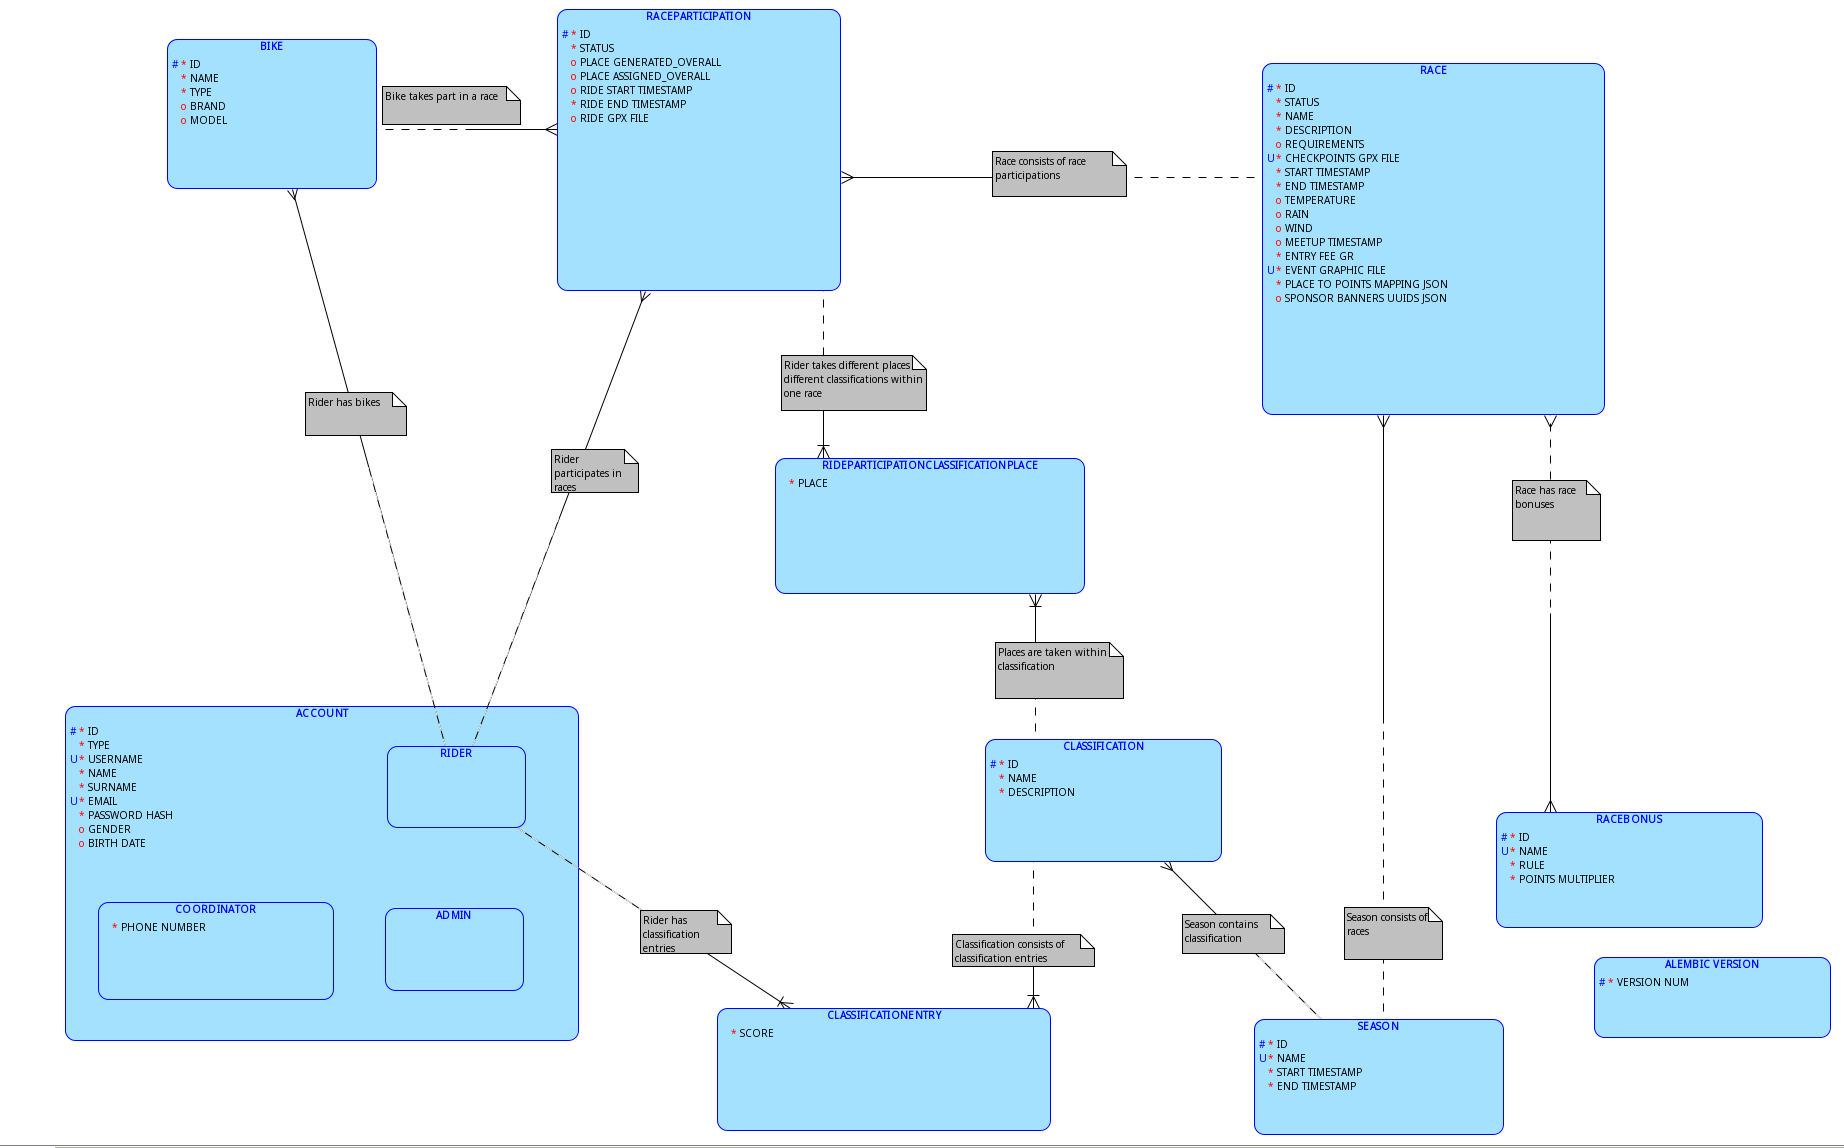 RACEPARTICIPATION
# * ID
* STATUS
o PLACE GENERATED_OVERALL
o PLACE ASSIGNED_OVERALL
o RIDE START TIMESTAMP
* RIDE END TIMESTAMP
o RIDE GPX FILE
BIKE
# * ID
* NAME
* TYPE
o BRAND
o MODEL
Bike takes part in a race
RACE
# * ID
* STATUS
* NAME
* DESCRIPTION
o REQUIREMENTS
U * CHECKPOINTS GPX FILE
* START TIMESTAMP
* END TIMESTAMP
o TEMPERATURE
o RAIN
o WIND
o MEETUP TIMESTAMP
* ENTRY FEE GR
U * EVENT GRAPHIC FILE
* PLACE TO POINTS MAPPING JSON
o SPONSOR BANNERS UUIDS JSON
Race consists of race
participations
Rider takes different places
different classifications within
one race
Rider has bikes
Rider
participates in
races
RIDEPARTICIPATIONCLASSIFICATIONPLACE
* PLACE
Race has race
bonuses
Places are taken within
classification
ACCOUNT
# * ID
* TYPE
U * USERNAME
* NAME
* SURNAME
U * EMAIL
* PASSWORD HASH
o GENDER
o BIRTH DATE
RIDER
COORDINATOR
* PHONE NUMBER
ADMIN
CLASSIFICATION
# * ID
* NAME
* DESCRIPTION
RACEBONUS
# * ID
U * NAME
* RULE
* POINTS MULTIPLIER
Rider has
classification
entries
Classification consists of
classification entries
Season contains
classification
Season consists of
races
ALEMBIC VERSION
# * VERSION NUM
CLASSIFICATIONENTRY
* SCORE
SEASON
# * ID
U * NAME
* START TIMESTAMP
* END TIMESTAMP